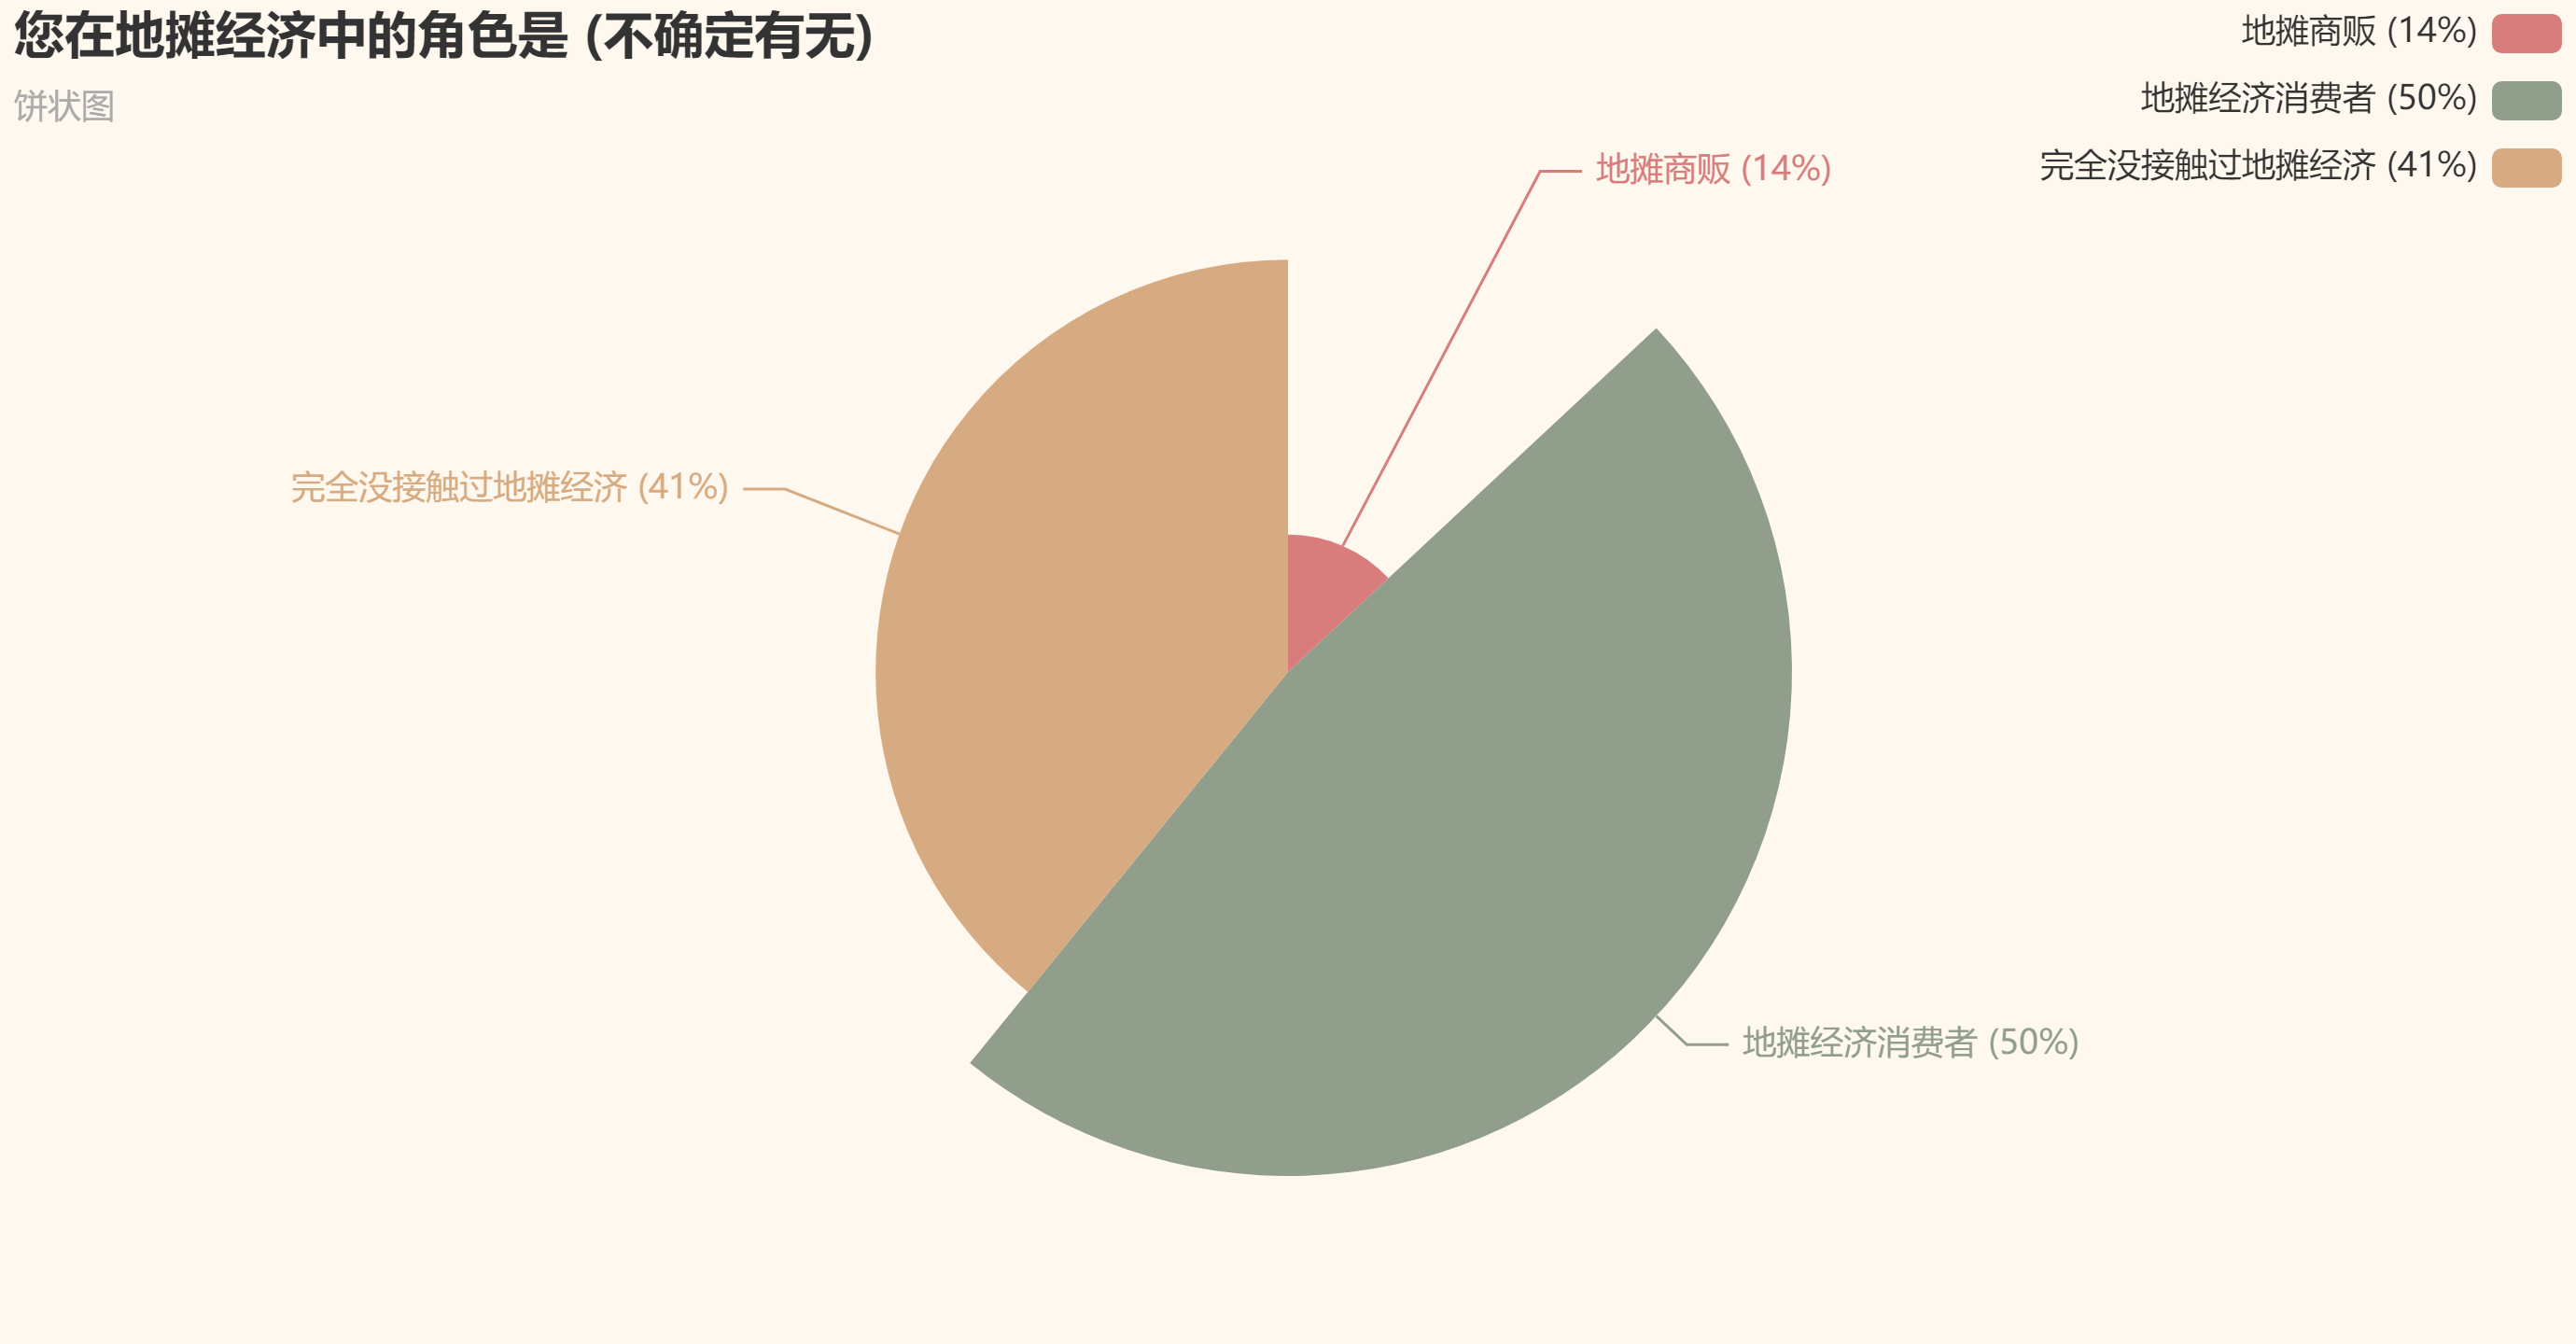 您在地摊经济中的角色是 (不确定有无)
饼状图
地摊商贩 (14%)
地摊经济消费者 (50%)
完全没接触过地摊经济 (41%)
地摊商贩 (14%)
完全没接触过地摊经济 (41%)
地摊经济消费者 (50%)